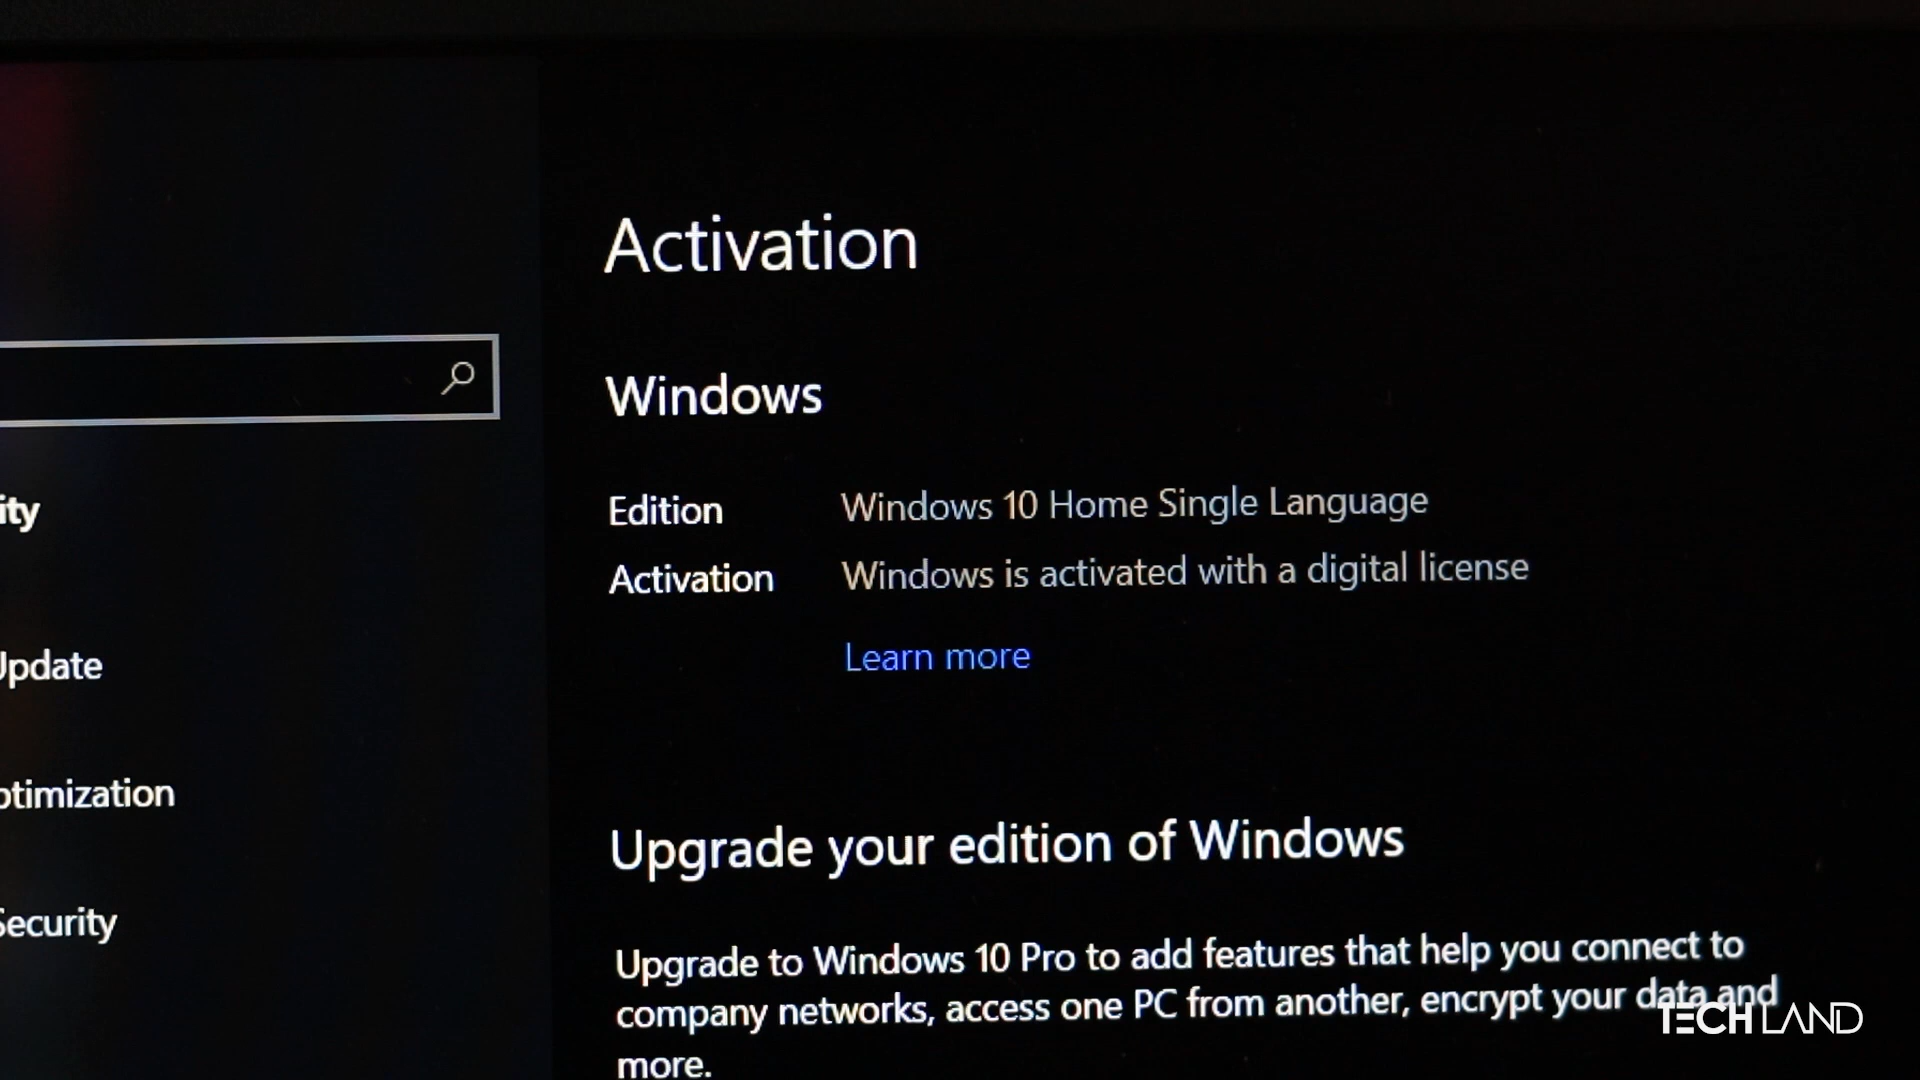 Activation
Windows
Edition Windows 10 Home Single Language
Activation Windows is activated with a digital license
Learn more
Upgrade your edition of Windows
Upgrade to Windows 10 Pro to add features that help you connect to
company networks, access one PC from another, encrypt your data and
more.
ity
Update
ptimization
Security
TECHLAND